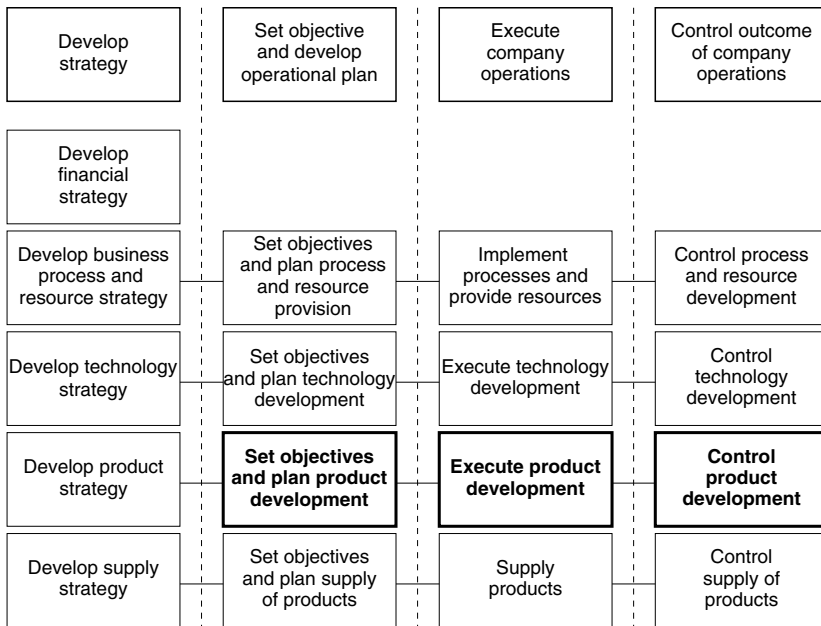 Develop
strategy
Set objective
and develop
operational plan
Execute
company
operations
Control outcome
of company
operations
Develop
financial
strategy
Develop business
process and
resource strategy
Set objectives
and plan process
and resource
provision
Implement
processes and
provide resources
Control process
and resource
development
Develop technology
strategy
Set objectives
and plan technology
development
Execute technology
development
Control
technology
development
Develop product
strategy
Set objectives
and plan product
development
Execute product
development
Control
product
development
Develop supply
strategy
Set objectives
and plan supply
of products
Supply
products
Control
supply of
products